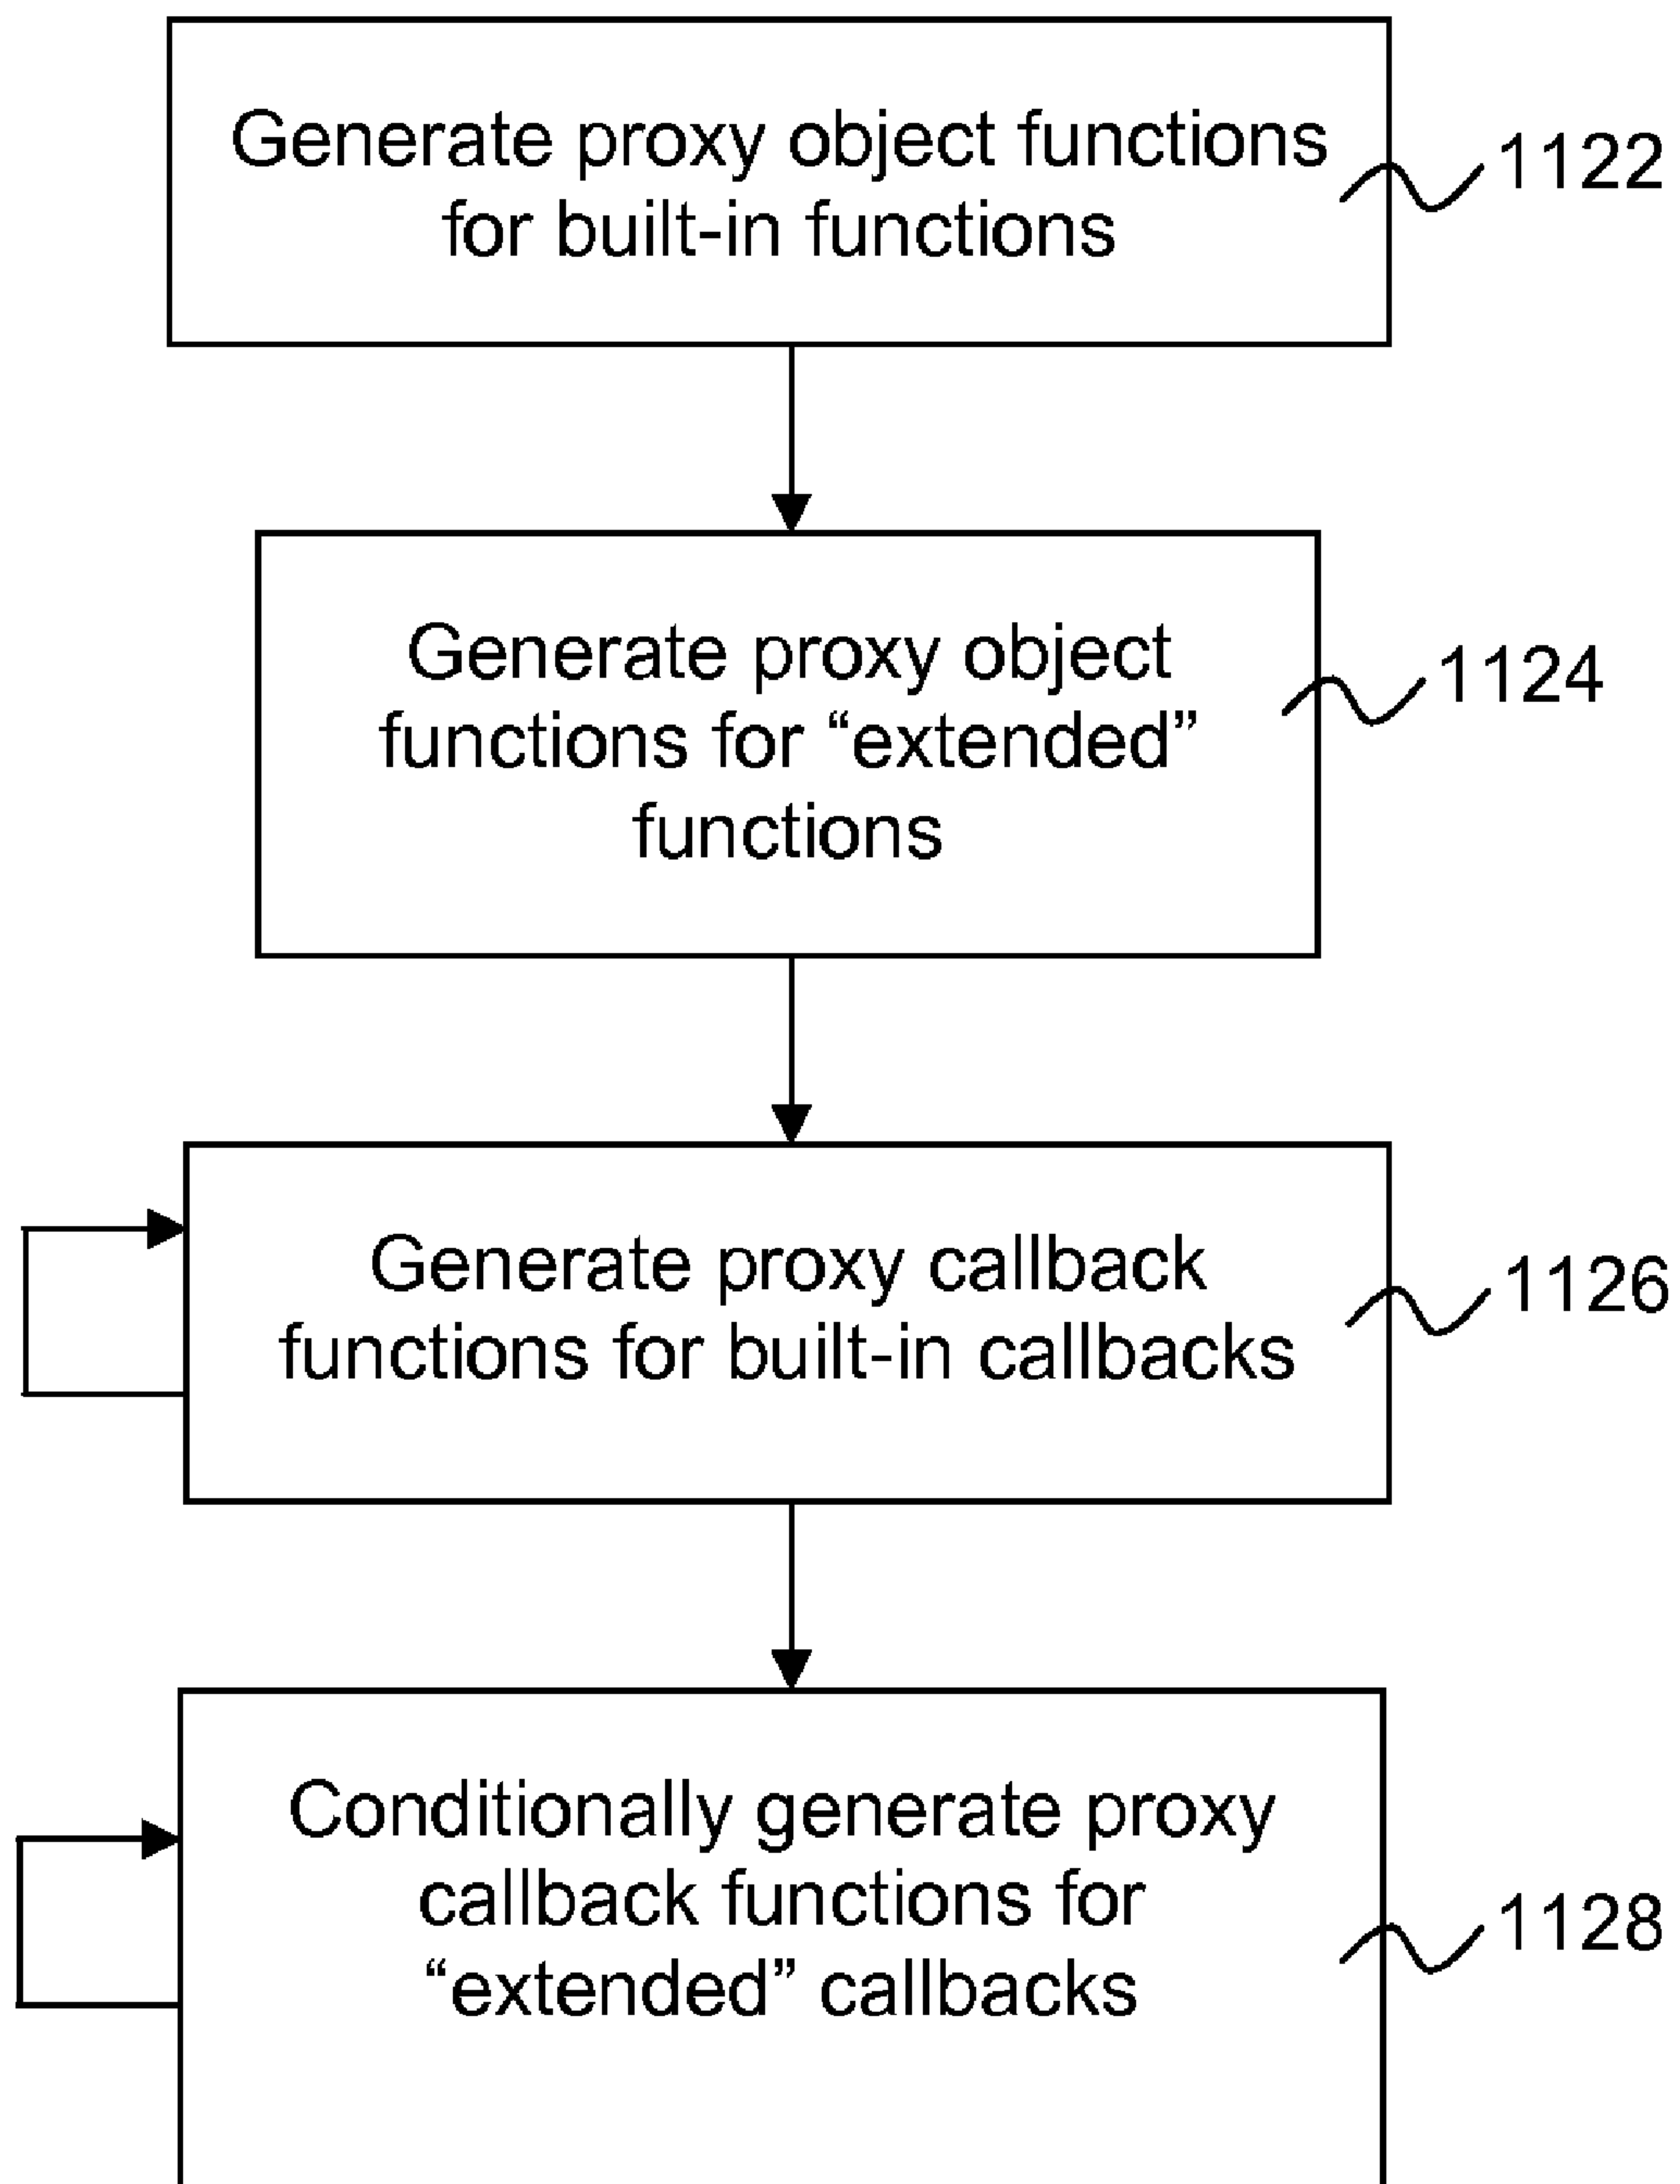 Generate proxy object functions
for built-in functions
1122
Generate proxy object
functions for “extended”
functions
1124
Generate proxy callback
functions for built-in callbacks
1126
Conditionally generate proxy
callback functions for
“extended” callbacks
1128